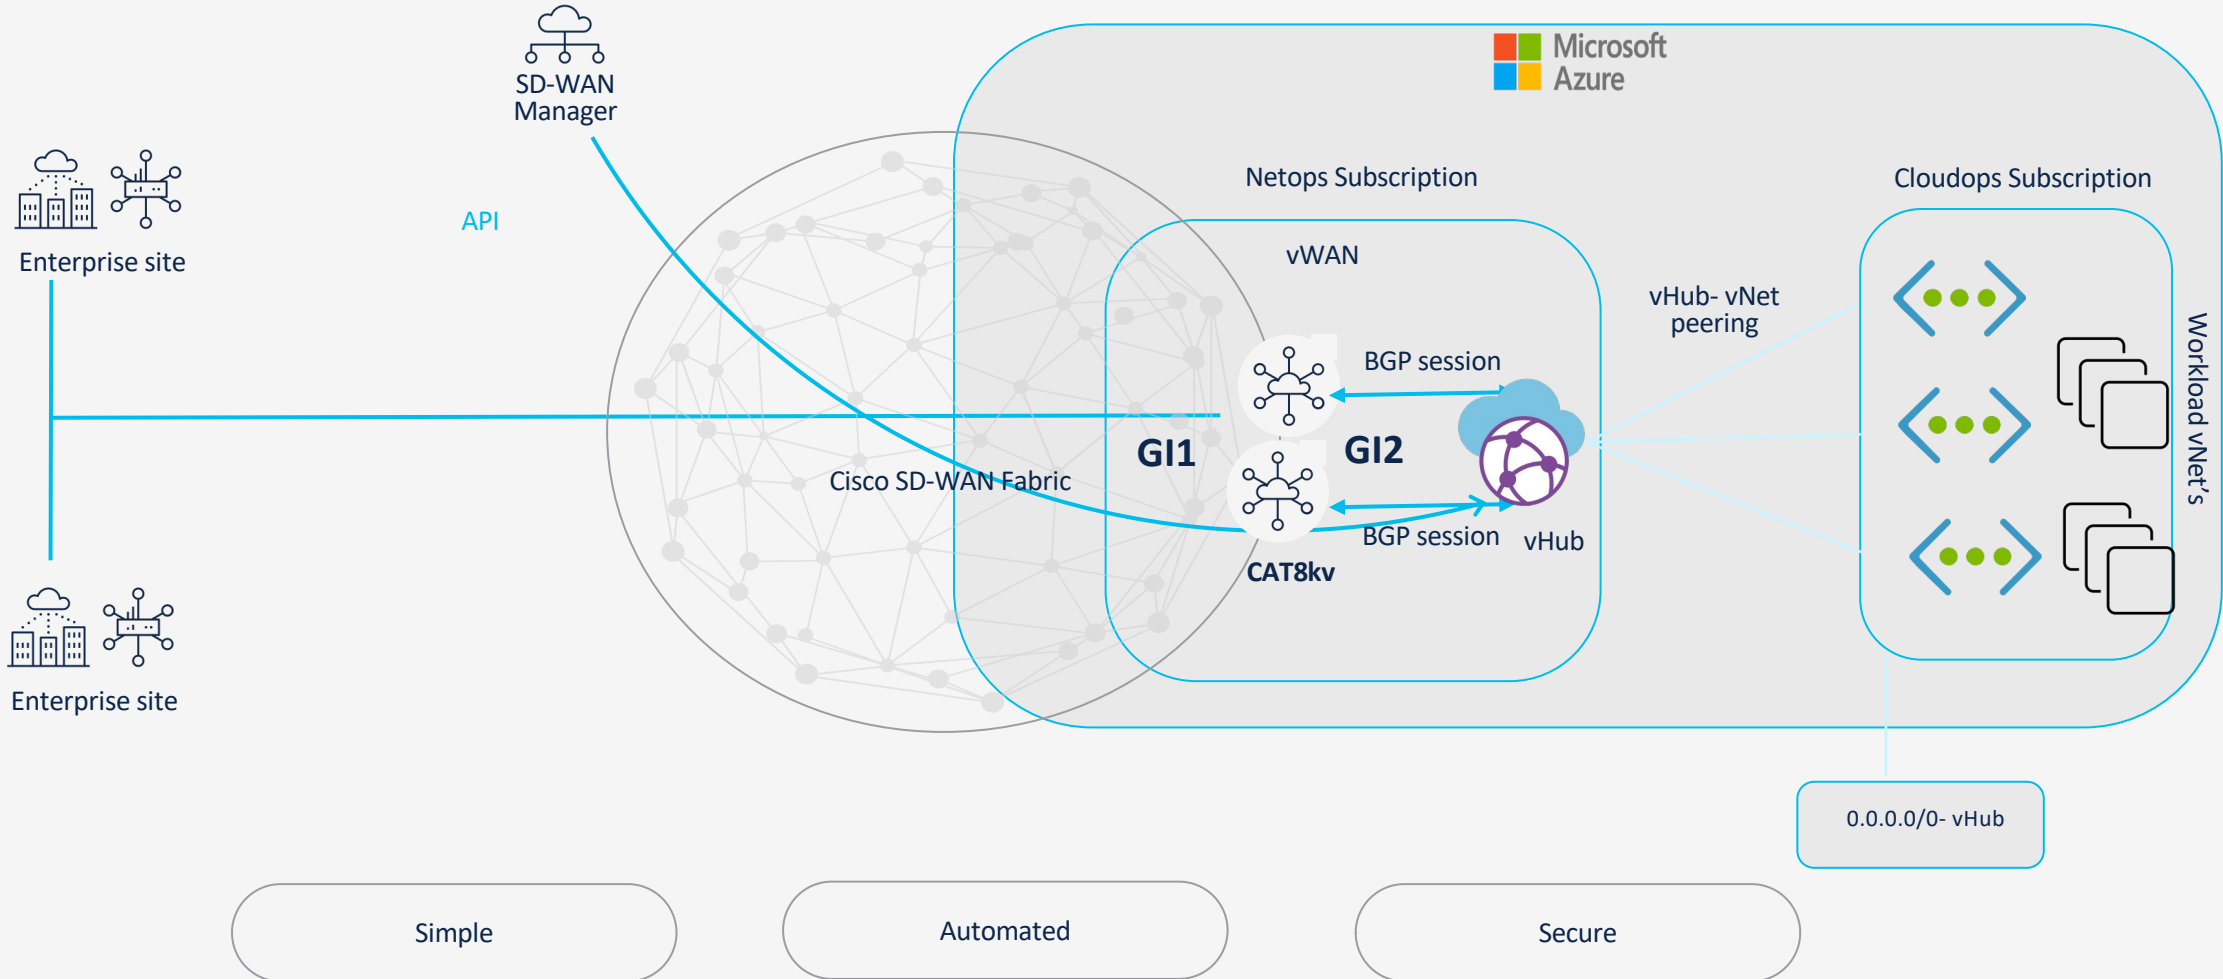 SD-WAN
Manager
Microsoft
Azure
Netops Subscription
Cloudops Subscription
API
Enterprise site
vWAN
vHub- vNet
peering
BGP session
Workload vNet's
GI1
GI2
Cisco SD-WAN Fabric
BGP session
vHub
CAT8kv
Enterprise site
0.0.0.0/0- vHub
Simple
Automated
Secure